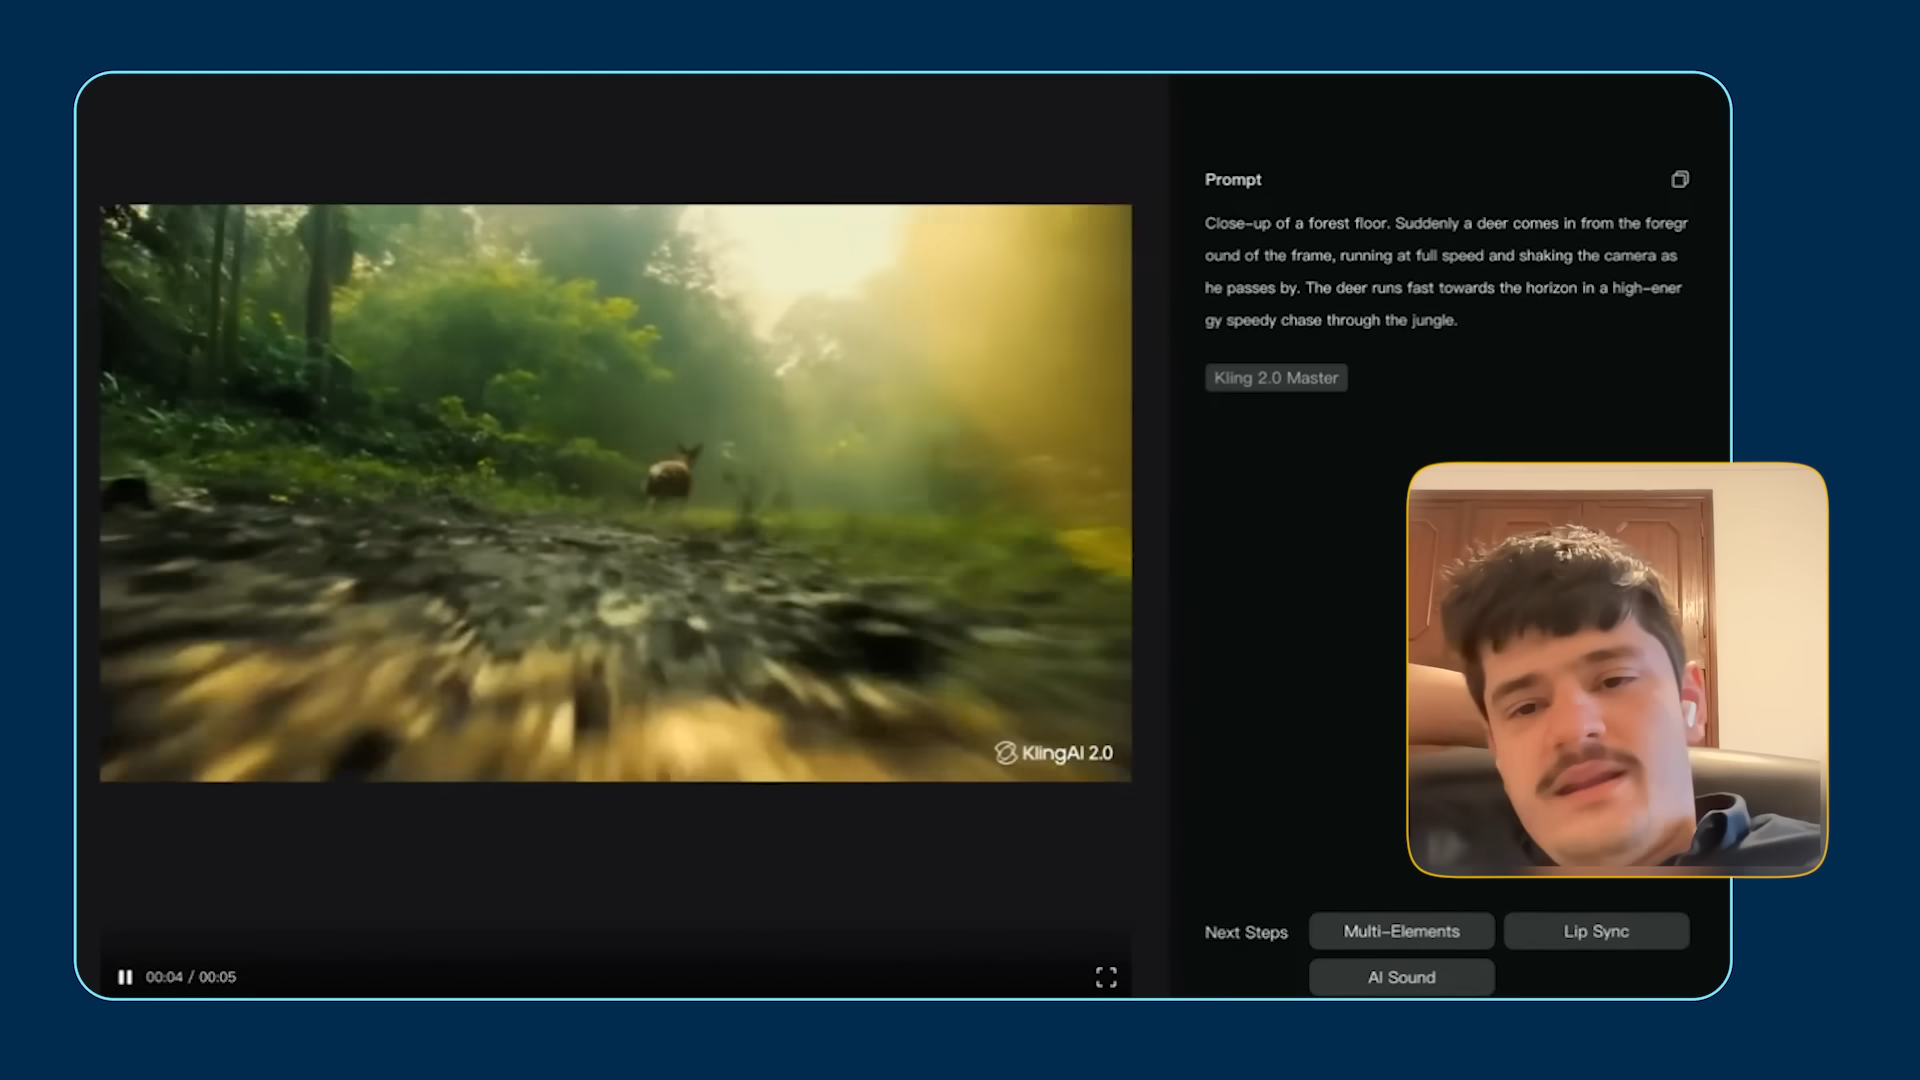 Prompt
Close-up of a forest floor. Suddenly a deer comes in from the foregr
ound of the frame, running at full speed and shaking the camera as
he passes by. The deer runs fast towards the horizon in a high-ener
gy speedy chase through the jungle.
Kling 2.0 Master
KlingAI 2.0
Next Steps
Multi-Elements
Lip Sync
AI Sound
00:04 / 00:05